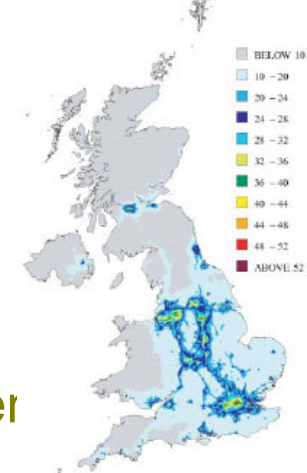 BELOW 10
10 – 20
20 – 24
24 – 28
28 – 32
32 – 36
36 – 40
40 – 44
44 – 48
48 – 52
ABOVE 52
er